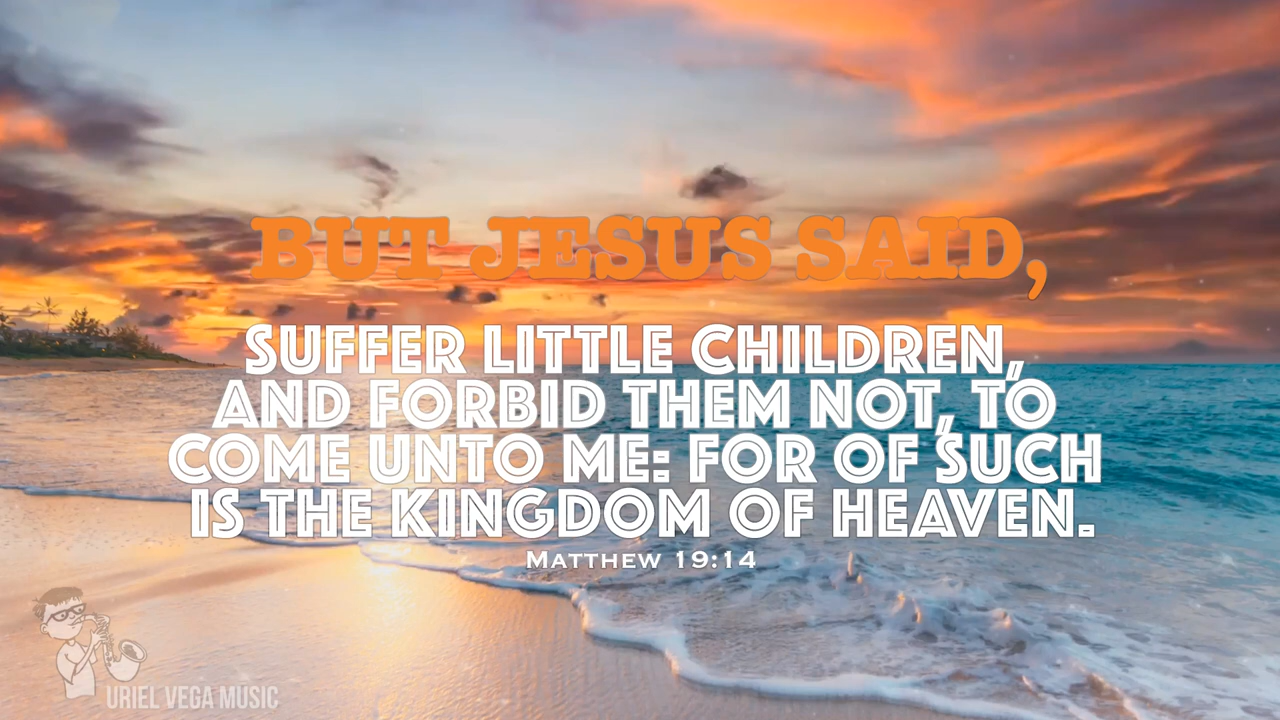 BUT JESUS SAID,
SUFFER LITTLE CHILDREN,
AND FORBID THEM NOT, TO
COME UNTO ME: FOR OF SUCH
IS THE KINGDOM OF HEAVEN.
MATTHEW 19:14
URIEL VEGA MUSIC